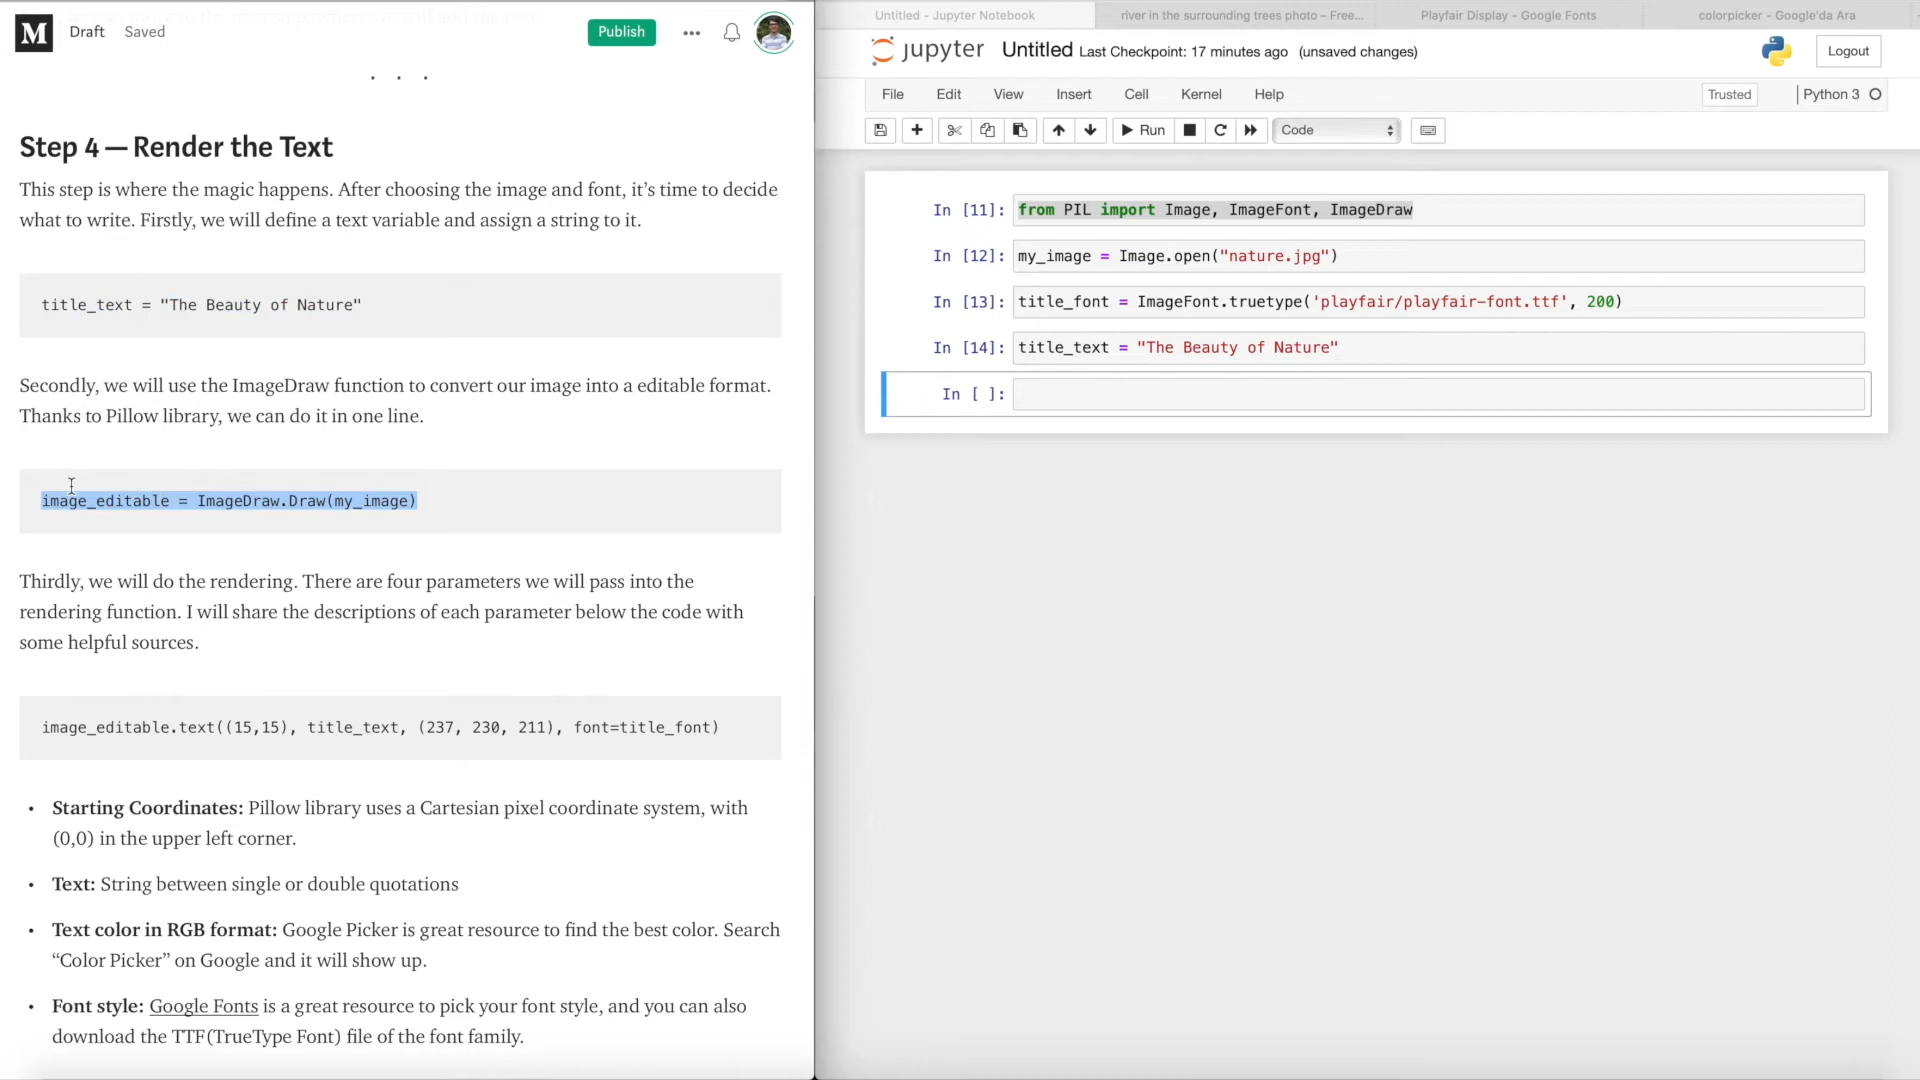 M
Draft
Saved
Publish
. . .
Step 4 — Render the Text
This step is where the magic happens. After choosing the image and font, it’s time to decide
what to write. Firstly, we will define a text variable and assign a string to it.
title_text = "The Beauty of Nature"
Secondly, we will use the ImageDraw function to convert our image into a editable format.
Thanks to Pillow library, we can do it in one line.
image_editable = ImageDraw.Draw(my_image)
Thirdly, we will do the rendering. There are four parameters we will pass into the
rendering function. I will share the descriptions of each parameter below the code with
some helpful sources.
image_editable.text((15,15), title_text, (237, 230, 211), font=title_font)
• Starting Coordinates: Pillow library uses a Cartesian pixel coordinate system, with
(0,0) in the upper left corner.
• Text: String between single or double quotations
• Text color in RGB format: Google Picker is great resource to find the best color. Search
“Color Picker” on Google and it will show up.
• Font style: Google Fonts is a great resource to pick your font style, and you can also
download the TTF(TrueType Font) file of the font family.
Untitled - Jupyter Notebook
river in the surrounding trees photo – Free...
Playfair Display - Google Fonts
colorpicker - Google'da Ara
jupyter Untitled Last Checkpoint: 17 minutes ago (unsaved changes)
Logout
File Edit View Insert Cell Kernel Help
Trusted
Python 3
Run
Code
In [11]: from PIL import Image, ImageFont, ImageDraw
In [12]: my_image = Image.open("nature.jpg")
In [13]: title_font = ImageFont.truetype('playfair/playfair-font.ttf', 200)
In [14]: title_text = "The Beauty of Nature"
In [ ]: